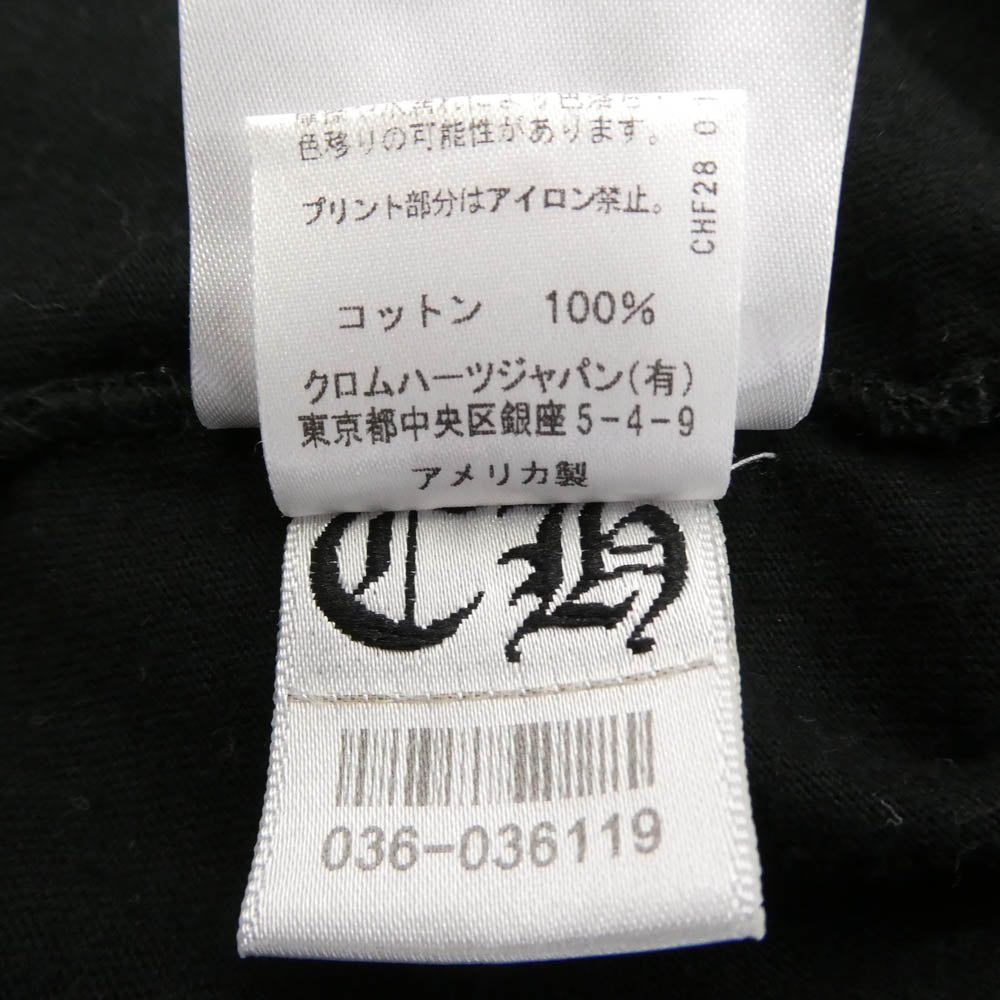 色移りの可能性があります。
プリント部分はアイロン禁止。
CHF28
コットン 100%
クロムハーツジャパン(有)
東京都中央区銀座5-4-9
アメリカ製
CH
036-036119